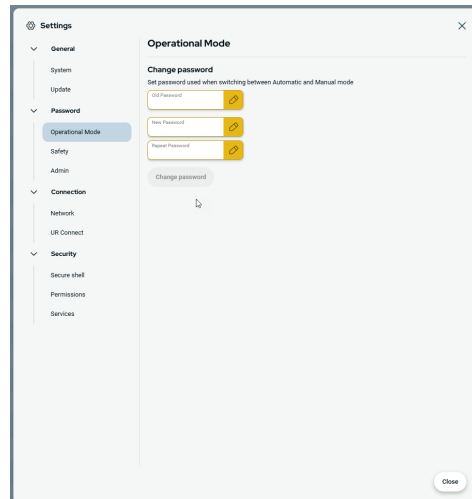 Settings
General
System
Update
Password
Operational Mode
Safety
Admin
Connection
Network
UR Connect
Security
Secure shell
Permissions
Services
Operational Mode
Change password
Set password used when switching between Automatic and Manual mode
Old Password
New Password
Repeat Password
Change password
Close